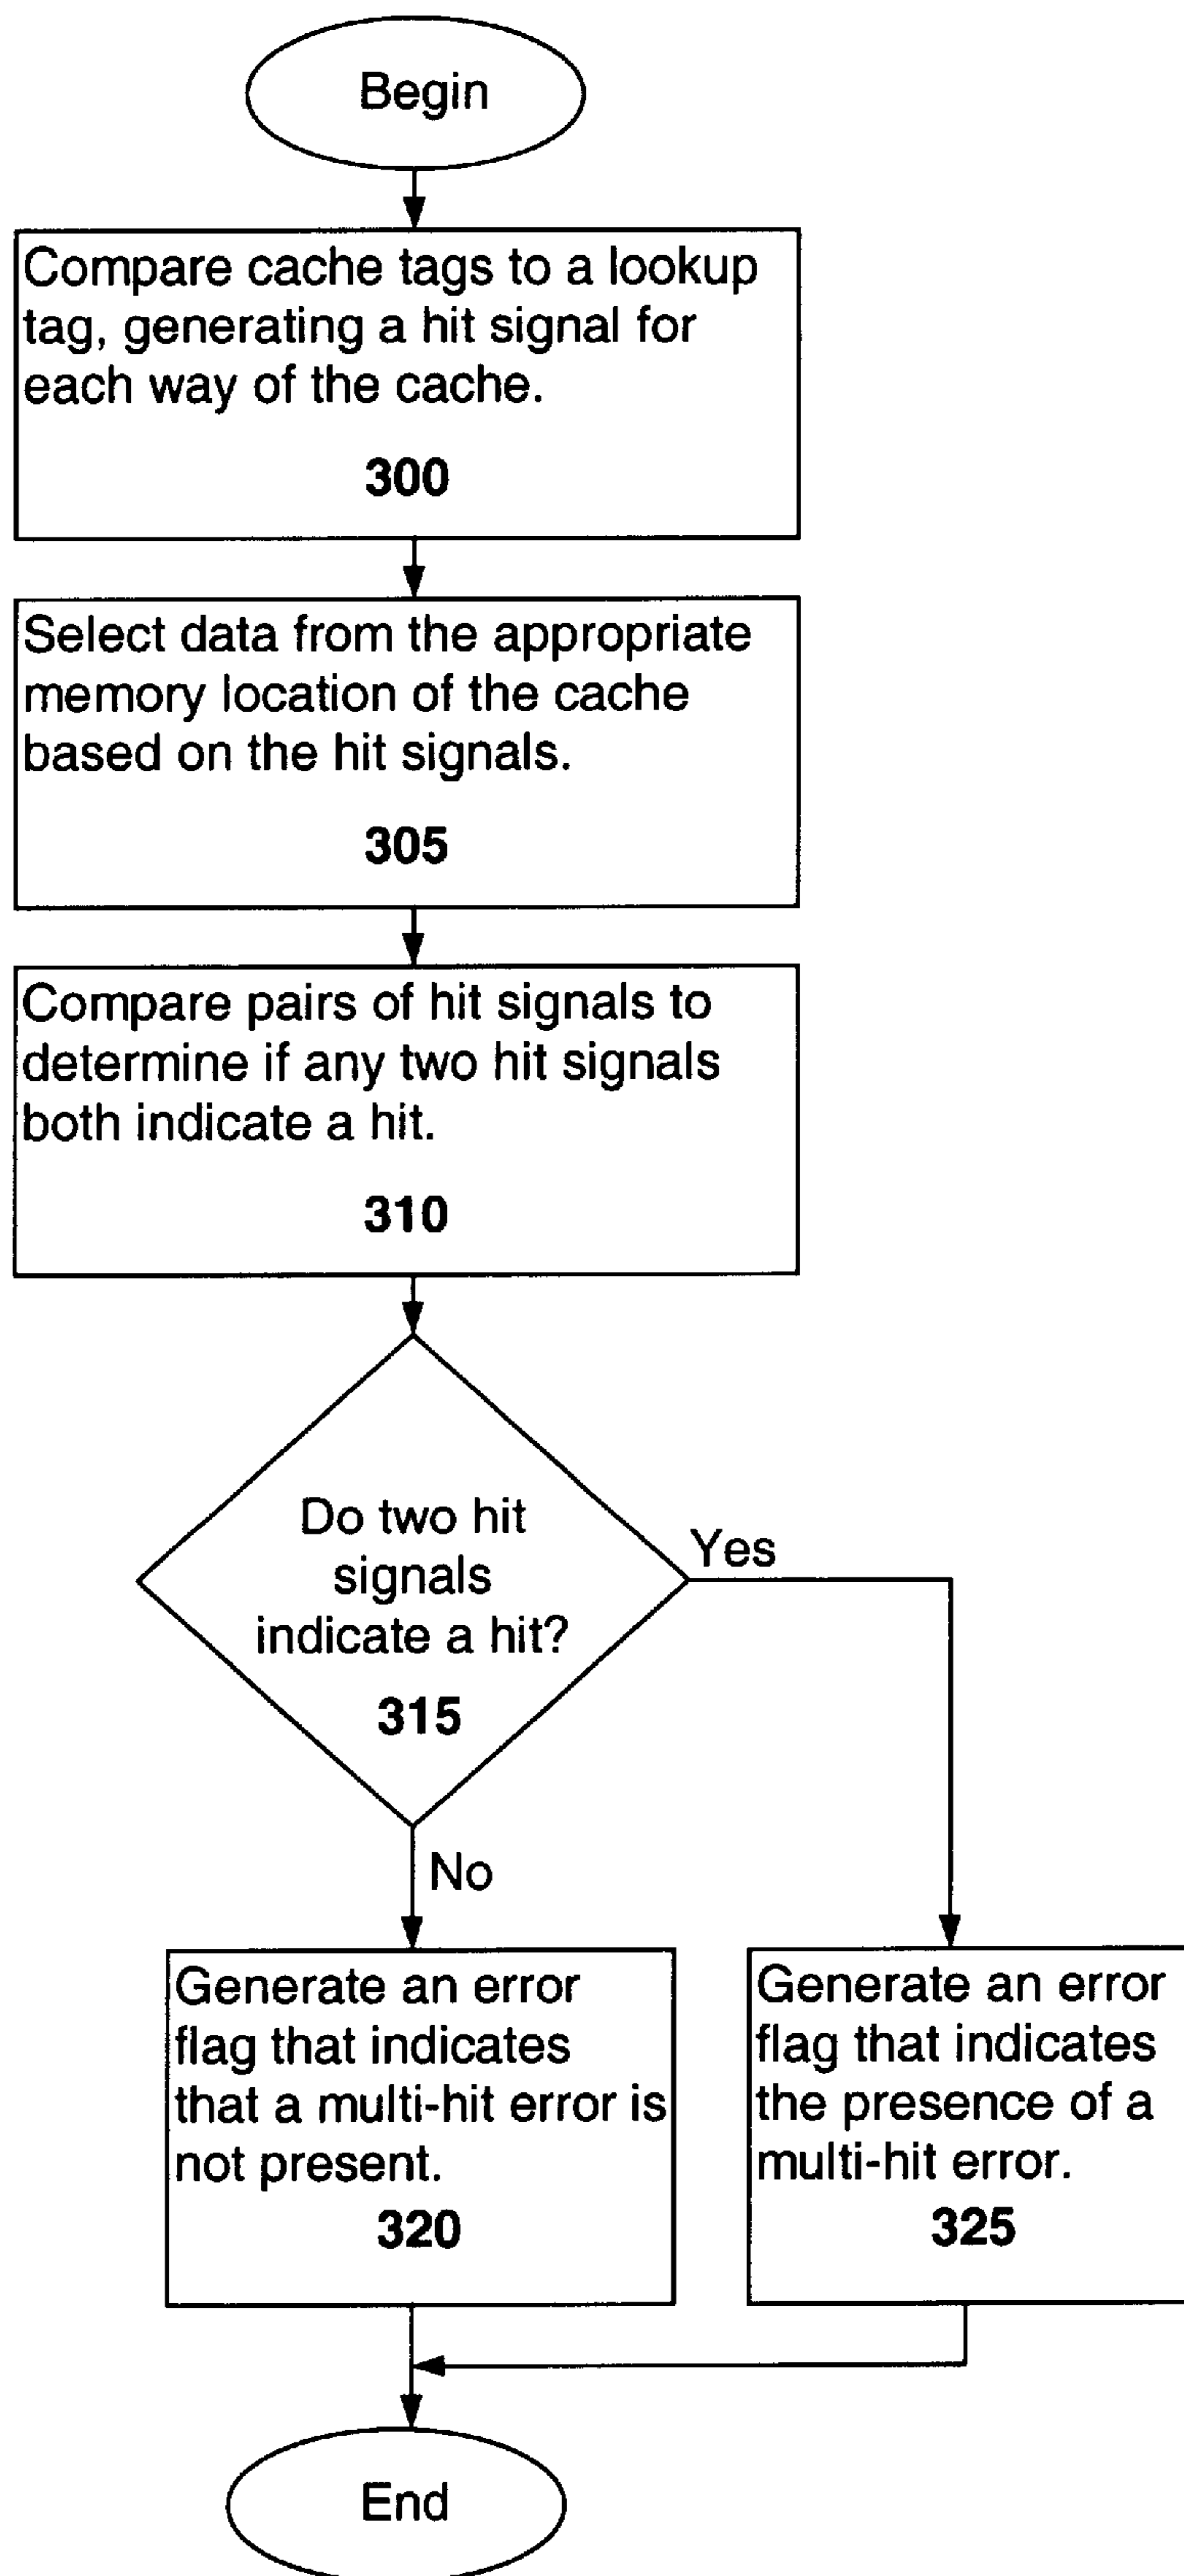 Begin
Compare cache tags to a lookup
tag, generating a hit signal for
each way of the cache.
300
Select data from the appropriate
memory location of the cache
based on the hit signals.
305
Compare pairs of hit signals to
determine if any two hit signals
both indicate a hit.
310
Do two hit
signals
indicate a hit?
315
Yes
No
Generate an error
flag that indicates
that a multi-hit error is
not present.
320
Generate an error
flag that indicates
the presence of a
multi-hit error.
325
End